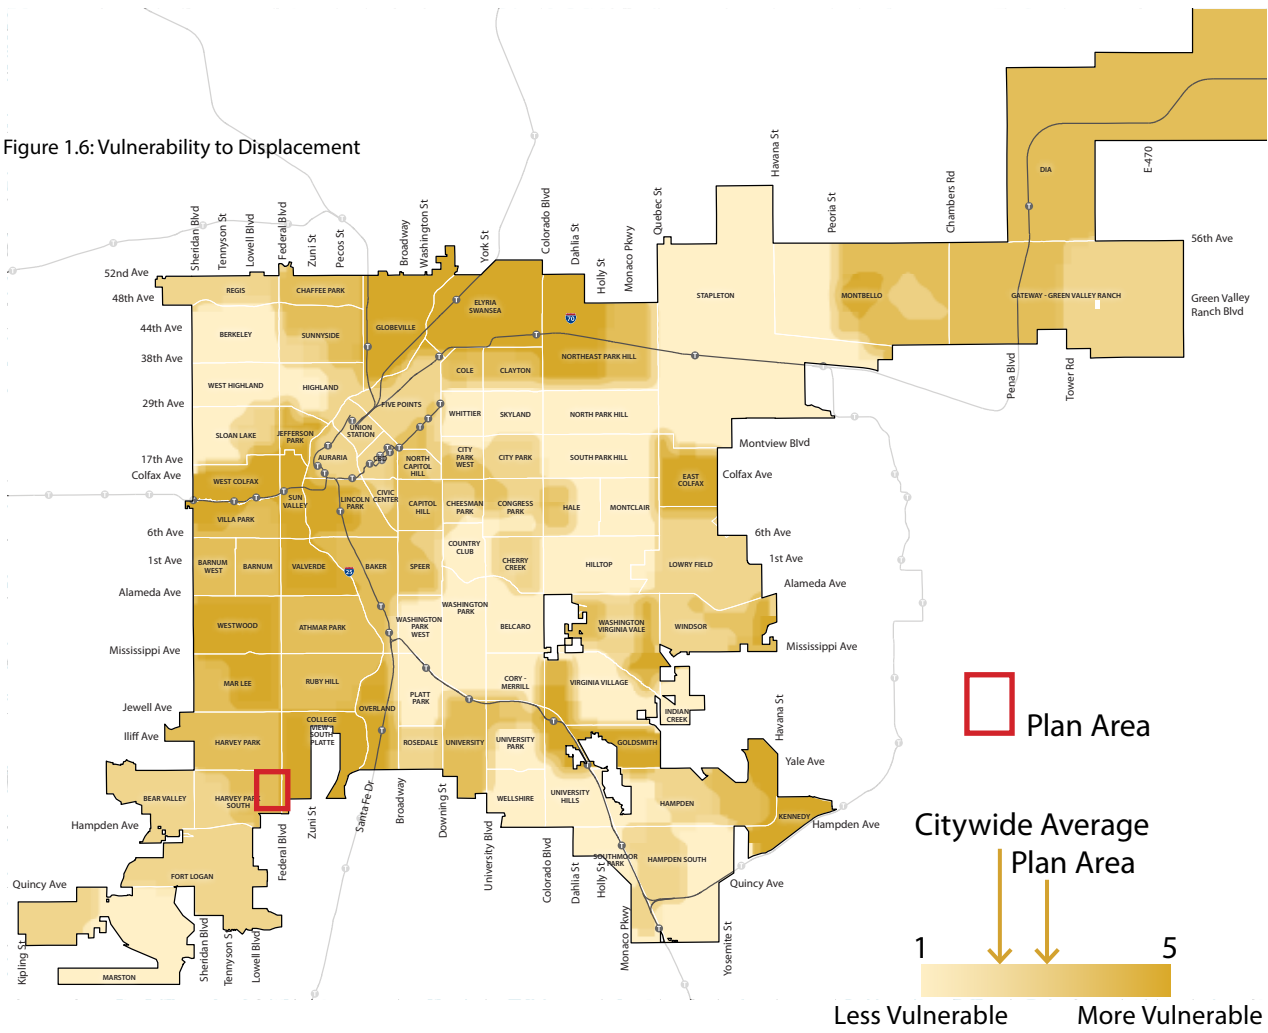 Figure 1.6: Vulnerability to Displacement
Sheridan Blvd
Tennyson St
Lowell Blvd
Federal Blvd
Zuni St
Pecos St
Broadway
Washington St
York St
Colorado Blvd
Dahlia St
Holly St
Monaco Pkwy
Quebec St
Havana St
Peoria St
Chambers Rd
E-470
56th Ave
Green Valley
Ranch Blvd
Pena Blvd
Tower Rd
52nd Ave
48th Ave
44th Ave
38th Ave
29th Ave
17th Ave
Colfax Ave
6th Ave
1st Ave
Alameda Ave
Mississippi Ave
Jewell Ave
Iliff Ave
Hampden Ave
Quincy Ave
DIA
REGIS
CHAFFEE PARK
BERKELEY
SUNNYSIDE
GLOBEVILLE
ELYRIA
SWANSEA
70
STAPLETON
MONTBELLO
GATEWAY - GREEN VALLEY RANCH
NORTHEAST PARK HILL
COLE
CLAYTON
WEST HIGHLAND
HIGHLAND
FIVE POINTS
WHITTIER
SKYLAND
NORTH PARK HILL
SLOAN LAKE
JEFFERSON
PARK
UNION
STATION
AURARIA
CBD
NORTH
CAPITOL
HILL
CITY
PARK
WEST
CITY PARK
SOUTH PARK HILL
EAST
COLFAX
Montview Blvd
Colfax Ave
WEST COLFAX
SUN
VALLEY
LINCOLN
PARK
CIVIC
CENTER
CAPITOL
HILL
CHEESMAN
PARK
CONGRESS
PARK
HALE
MONTCLAIR
VILLA PARK
6th Ave
1st Ave
Alameda Ave
BARNUM
WEST
BARNUM
VALVERDE
25
BAKER
SPEER
COUNTRY
CLUB
CHERRY
CREEK
HILLTOP
LOWRY FIELD
WESTWOOD
ATHMAR PARK
WASHINGTON
PARK
WEST
WASHINGTON
PARK
BELCARO
WASHINGTON
VIRGINIA VALE
WINDSOR
Mississippi Ave
MAR LEE
RUBY HILL
OVERLAND
PLATT
PARK
CORY -
MERRILL
VIRGINIA VILLAGE
INDIAN
CREEK
Havana St
COLLEGE
VIEW
SOUTH
PLATTE
HARVEY PARK
ROSEDALE
UNIVERSITY
UNIVERSITY
PARK
GOLDSMITH
Yale Ave
BEAR VALLEY
HARVEY PARK
SOUTH
WELLSHIRE
UNIVERSITY
HILLS
HAMPDEN
KENNEDY
Hampden Ave
SOUTHMOOR
PARK
HAMPDEN SOUTH
Quincy Ave
FORT LOGAN
MARSTON
Kipling St
Sheridan Blvd
Tennyson St
Lowell Blvd
Federal Blvd
Zuni St
Santa Fe Dr
Broadway
Downing St
University Blvd
Colorado Blvd
Dahlia St
Holly St
Monaco Pkwy
Yosemite St
Plan Area
Citywide Average
Plan Area
1
5
Less Vulnerable
More Vulnerable